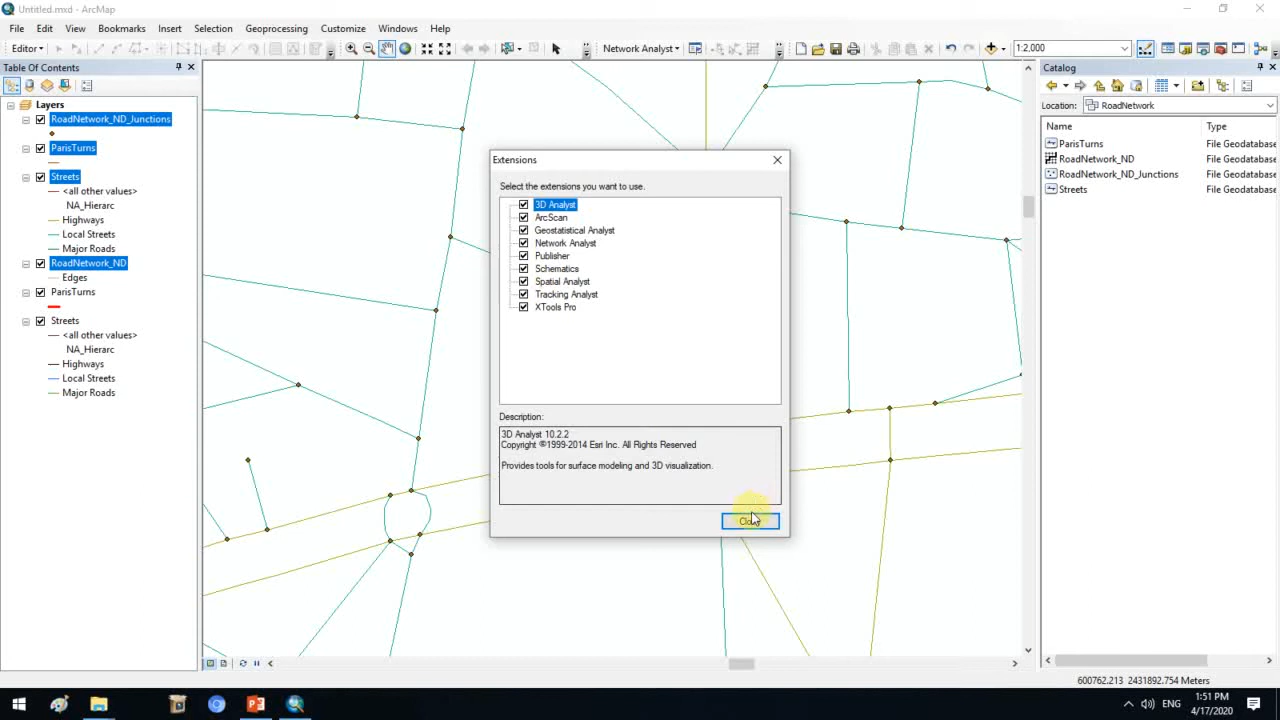 Untitled.mxd - ArcMap
File Edit View Bookmarks Insert Selection Geoprocessing Customize Windows Help
Editor Network Analyst 1:2,000
Table Of Contents
Layers
RoadNetwork_ND_Junctions
ParisTurns
Streets
<all other values>
NA_Hierarc
Highways
Local Streets
Major Roads
RoadNetwork_ND
Edges
ParisTurns
Streets
<all other values>
NA_Hierarc
Highways
Local Streets
Major Roads
Extensions
Select the extensions you want to use.
3D Analyst
ArcScan
Geostatistical Analyst
Network Analyst
Publisher
Schematics
Spatial Analyst
Tracking Analyst
XTools Pro
Description:
3D Analyst 10.2.2
Copyright ©1999-2014 Esri Inc. All Rights Reserved
Provides tools for surface modeling and 3D visualization.
Catalog
Location: RoadNetwork
Name Type
ParisTurns File Geodatabase
RoadNetwork_ND File Geodatabase
RoadNetwork_ND_Junctions File Geodatabase
Streets File Geodatabase
600762.213 2431892.754 Meters
ENG
1:51 PM
4/17/2020